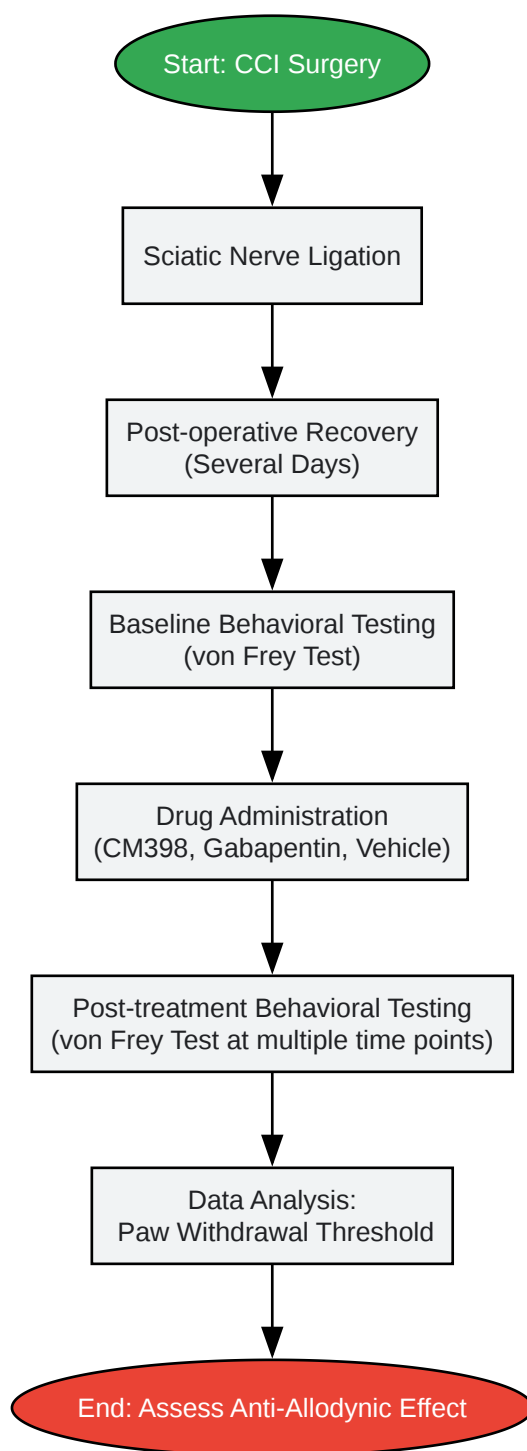 Start: CCI Surgery
Sciatic Nerve Ligation
Post-operative Recovery
(Several Days)
Baseline Behavioral Testing
(von Frey Test)
Drug Administration
(CM398, Gabapentin, Vehicle)
Post-treatment Behavioral Testing
(von Frey Test at multiple time points)
Data Analysis:
Paw Withdrawal Threshold
End: Assess Anti-Allodynic Effect